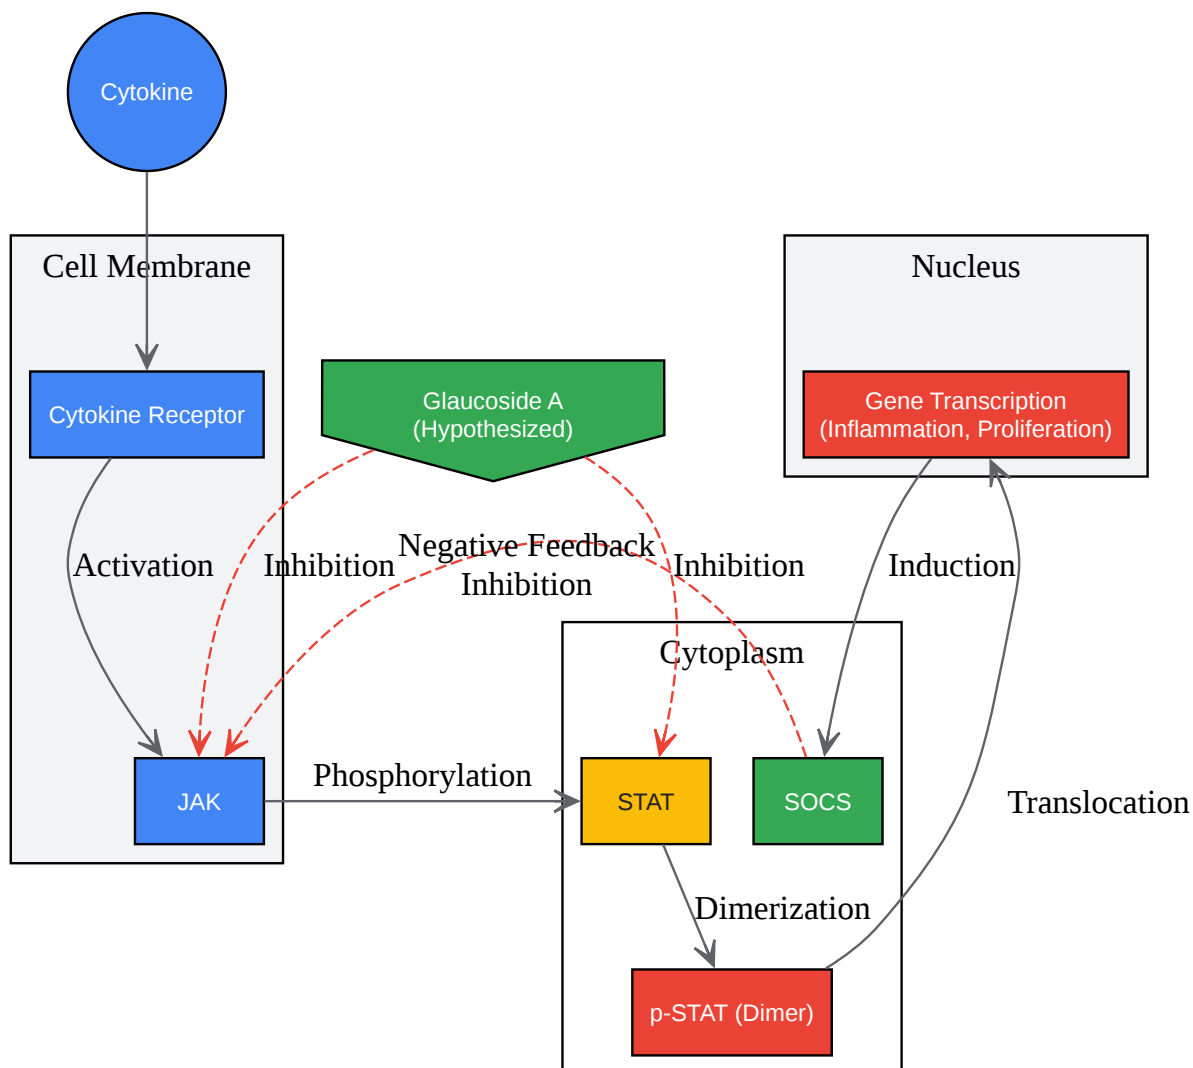 Cytokine
Cell Membrane
Nucleus
Cytokine Receptor
Glaucoside A
(Hypothesized)
Gene Transcription
(Inflammation, Proliferation)
Activation
Inhibition
Negative Feedback
Inhibition
Inhibition
Induction
Cytoplasm
JAK
Phosphorylation
STAT
SOCS
Translocation
Dimerization
p-STAT (Dimer)